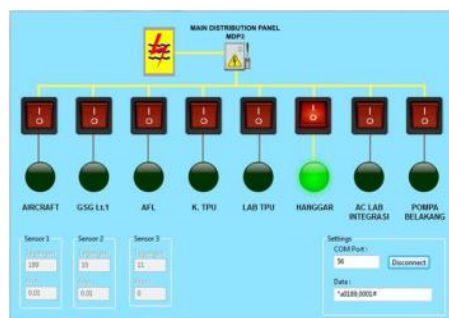 MAIN DISTRIBUTION PANEL
MDP3
AIRCRAFT
GSG Lt.1
AFL
K. TPU
LAB TPU
HANGGAR
AC LAB
INTEGRASI
POMPA
BELAKANG
Sensor 1
Sensor 2
Sensor 3
189
10
11
0.01
0.01
0
Settings
COM Port :
56
Disconnect
Data :